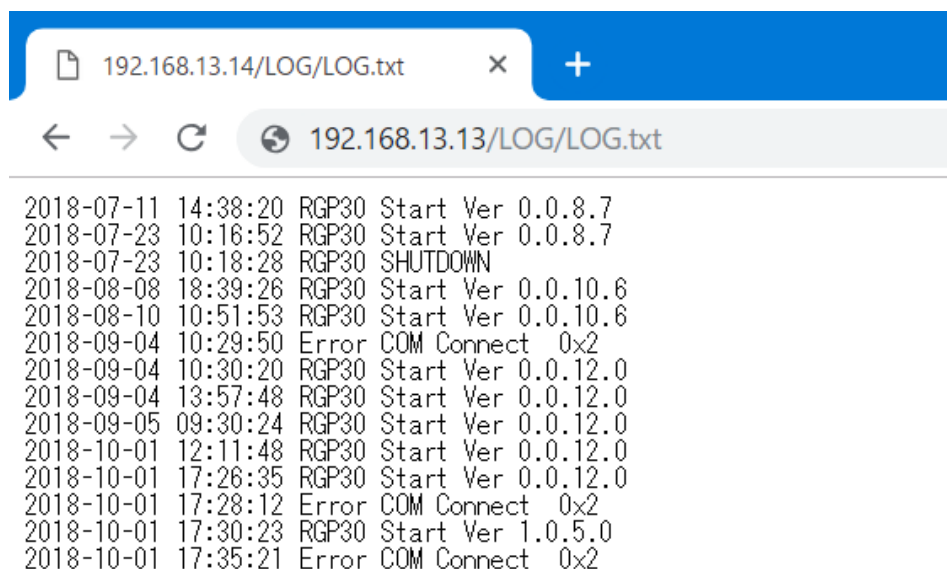 192.168.13.14/LOG/LOG.txt
192.168.13.13/LOG/LOG.txt
2018-07-11 14:38:20 RGP30 Start Ver 0.0.8.7
2018-07-23 10:16:52 RGP30 Start Ver 0.0.8.7
2018-07-23 10:18:28 RGP30 SHUTDOWN
2018-08-08 18:39:26 RGP30 Start Ver 0.0.10.6
2018-08-10 10:51:53 RGP30 Start Ver 0.0.10.6
2018-09-04 10:29:50 Error COM Connect  0x2
2018-09-04 10:30:20 RGP30 Start Ver 0.0.12.0
2018-09-04 13:57:48 RGP30 Start Ver 0.0.12.0
2018-09-05 09:30:24 RGP30 Start Ver 0.0.12.0
2018-10-01 12:11:48 RGP30 Start Ver 0.0.12.0
2018-10-01 17:26:35 RGP30 Start Ver 0.0.12.0
2018-10-01 17:28:12 Error COM Connect  0x2
2018-10-01 17:30:23 RGP30 Start Ver 1.0.5.0
2018-10-01 17:35:21 Error COM Connect  0x2